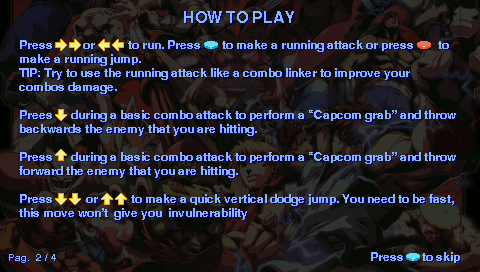 HOW TO PLAY
Press ➡➡ or ⬅⬅ to run. Press to make a running attack or press to
make a running jump.
TIP: Try to use the running attack like a combo linker to improve your
combos damage.
Press ⬇ during a basic combo attack to perform a “Capcom grab” and throw
backwards the enemy that you are hitting.
Press ⬆ during a basic combo attack to perform a “Capcom grab” and throw
forward the enemy that you are hitting.
Press ⬇⬇ or ⬆⬆ to make a quick vertical dodge jump. You need to be fast,
this move won't give you invulnerability
Pag. 2 / 4
Press to skip